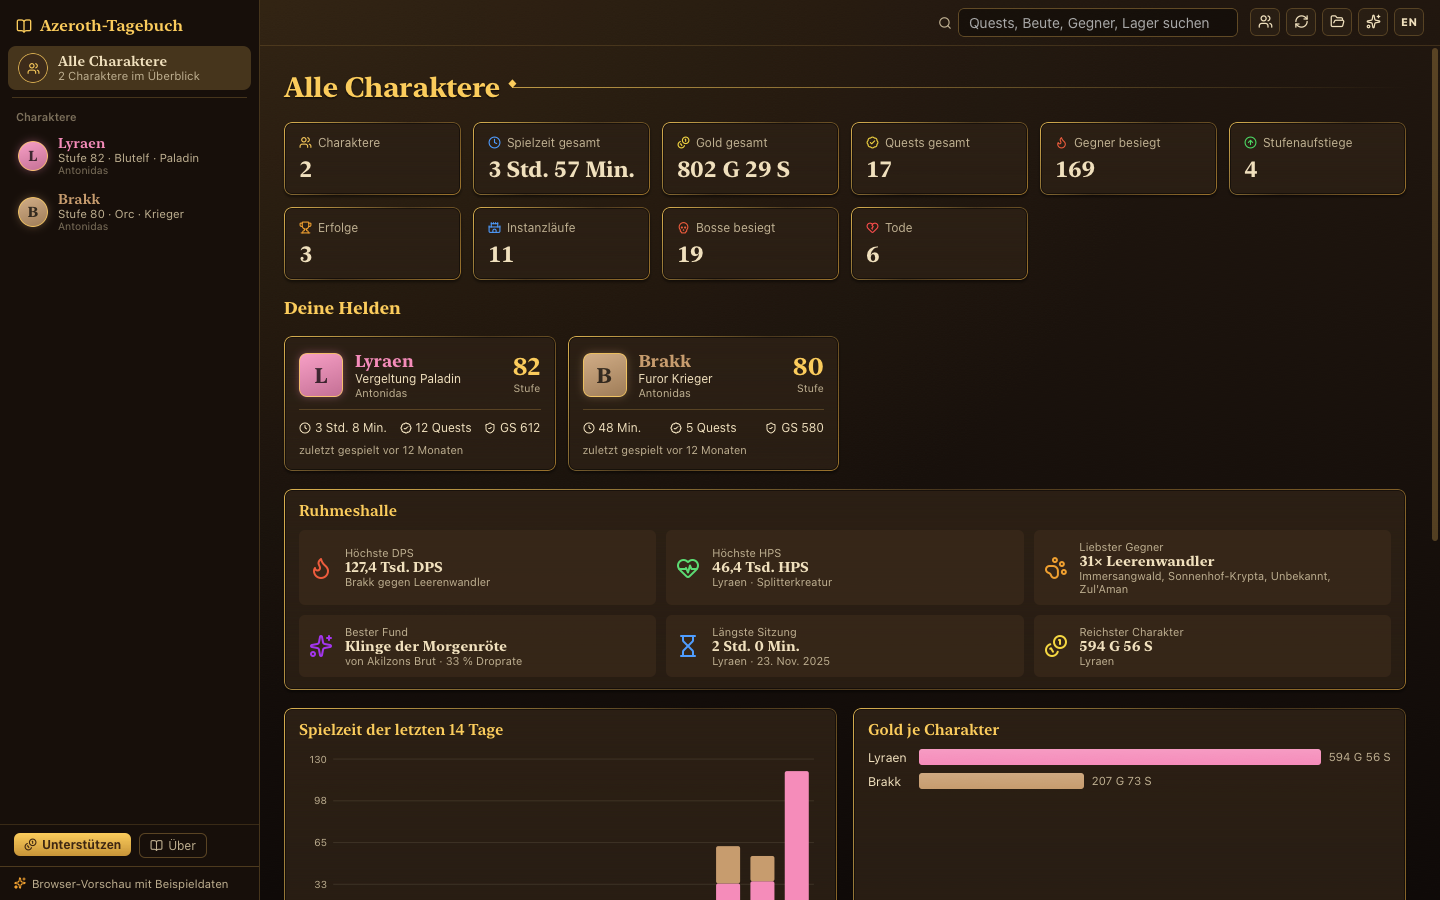 Azeroth-Tagebuch
Quests, Beute, Gegner, Lager suchen
EN
Alle Charaktere
2 Charaktere im Überblick
Charaktere
L
Lyraen
Stufe 82 · Blutelf · Paladin
Antonidas
B
Brakk
Stufe 80 · Orc · Krieger
Antonidas
Unterstützen
Über
Browser-Vorschau mit Beispieldaten
Alle Charaktere
Charaktere
2
Spielzeit gesamt
3 Std. 57 Min.
Gold gesamt
802 G 29 S
Quests gesamt
17
Gegner besiegt
169
Stufenaufstiege
4
Erfolge
3
Instanzläufe
11
Bosse besiegt
19
Tode
6
Deine Helden
L
Lyraen
Vergeltung Paladin
Antonidas
82
Stufe
3 Std. 8 Min.
12 Quests
GS 612
zuletzt gespielt vor 12 Monaten
B
Brakk
Furor Krieger
Antonidas
80
Stufe
48 Min.
5 Quests
GS 580
zuletzt gespielt vor 12 Monaten
Ruhmeshalle
Höchste DPS
127,4 Tsd. DPS
Brakk gegen Leerenwandler
Höchste HPS
46,4 Tsd. HPS
Lyraen · Splitterkreatur
Liebster Gegner
31× Leerenwandler
Immersangwald, Sonnenhof-Krypta, Unbekannt,
Zul'Aman
Bester Fund
Klinge der Morgenröte
von Akilzons Brut · 33 % Droprate
Längste Sitzung
2 Std. 0 Min.
Lyraen · 23. Nov. 2025
Reichster Charakter
594 G 56 S
Lyraen
Spielzeit der letzten 14 Tage
130
98
65
33
Gold je Charakter
Lyraen
594 G 56 S
Brakk
207 G 73 S